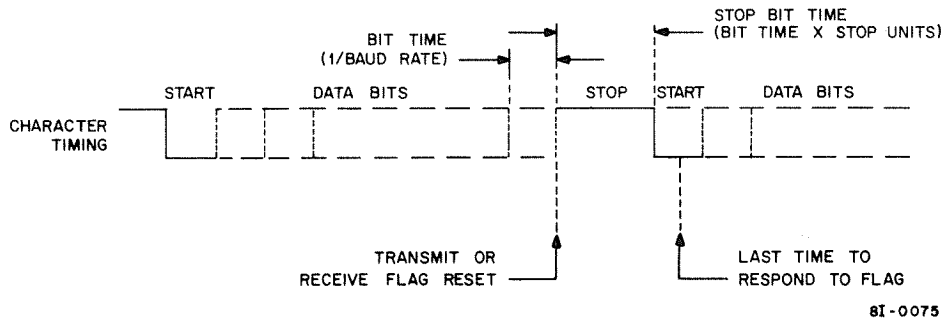 STOP BIT TIME
(BIT TIME X STOP UNITS)
BIT TIME
(1/BAUD RATE)
START
DATA BITS
STOP
START
DATA BITS
CHARACTER
TIMING
TRANSMIT OR
RECEIVE FLAG RESET
LAST TIME TO
RESPOND TO FLAG
8I-0075